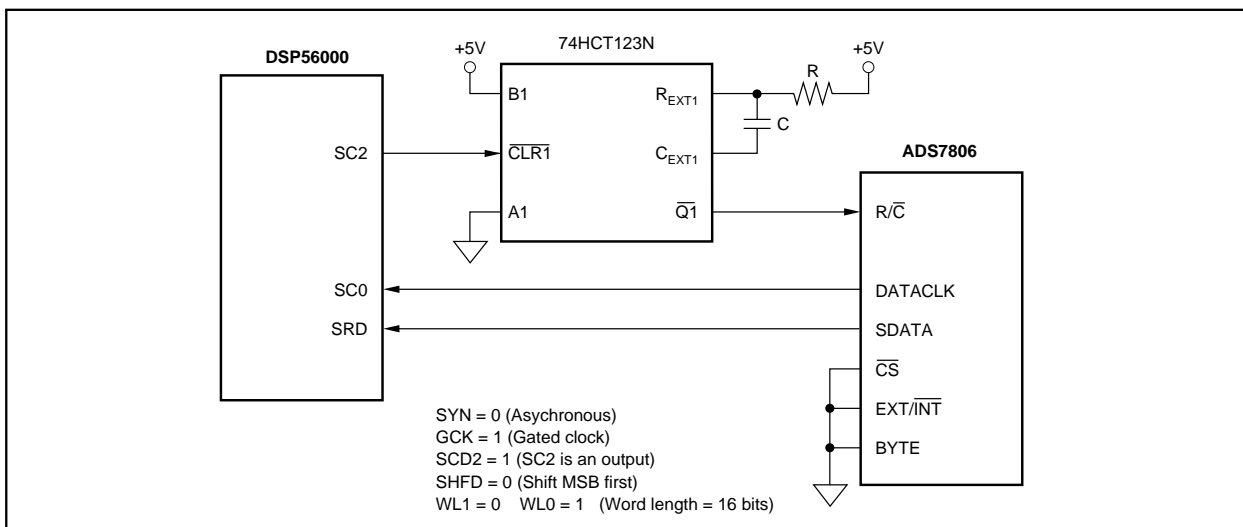 DSP56000
SC2
SC0
SRD
74HCT123N
+5V
B1
CLR1
A1
REXT1
CEXT1
Q1
R
+5V
C
ADS7806
R/C
DATACLK
SDATA
CS
EXT/INT
BYTE
SYN = 0 (Asychronous)
GCK = 1 (Gated clock)
SCD2 = 1 (SC2 is an output)
SHFD = 0 (Shift MSB first)
WL1 = 0 WL0 = 1 (Word length = 16 bits)